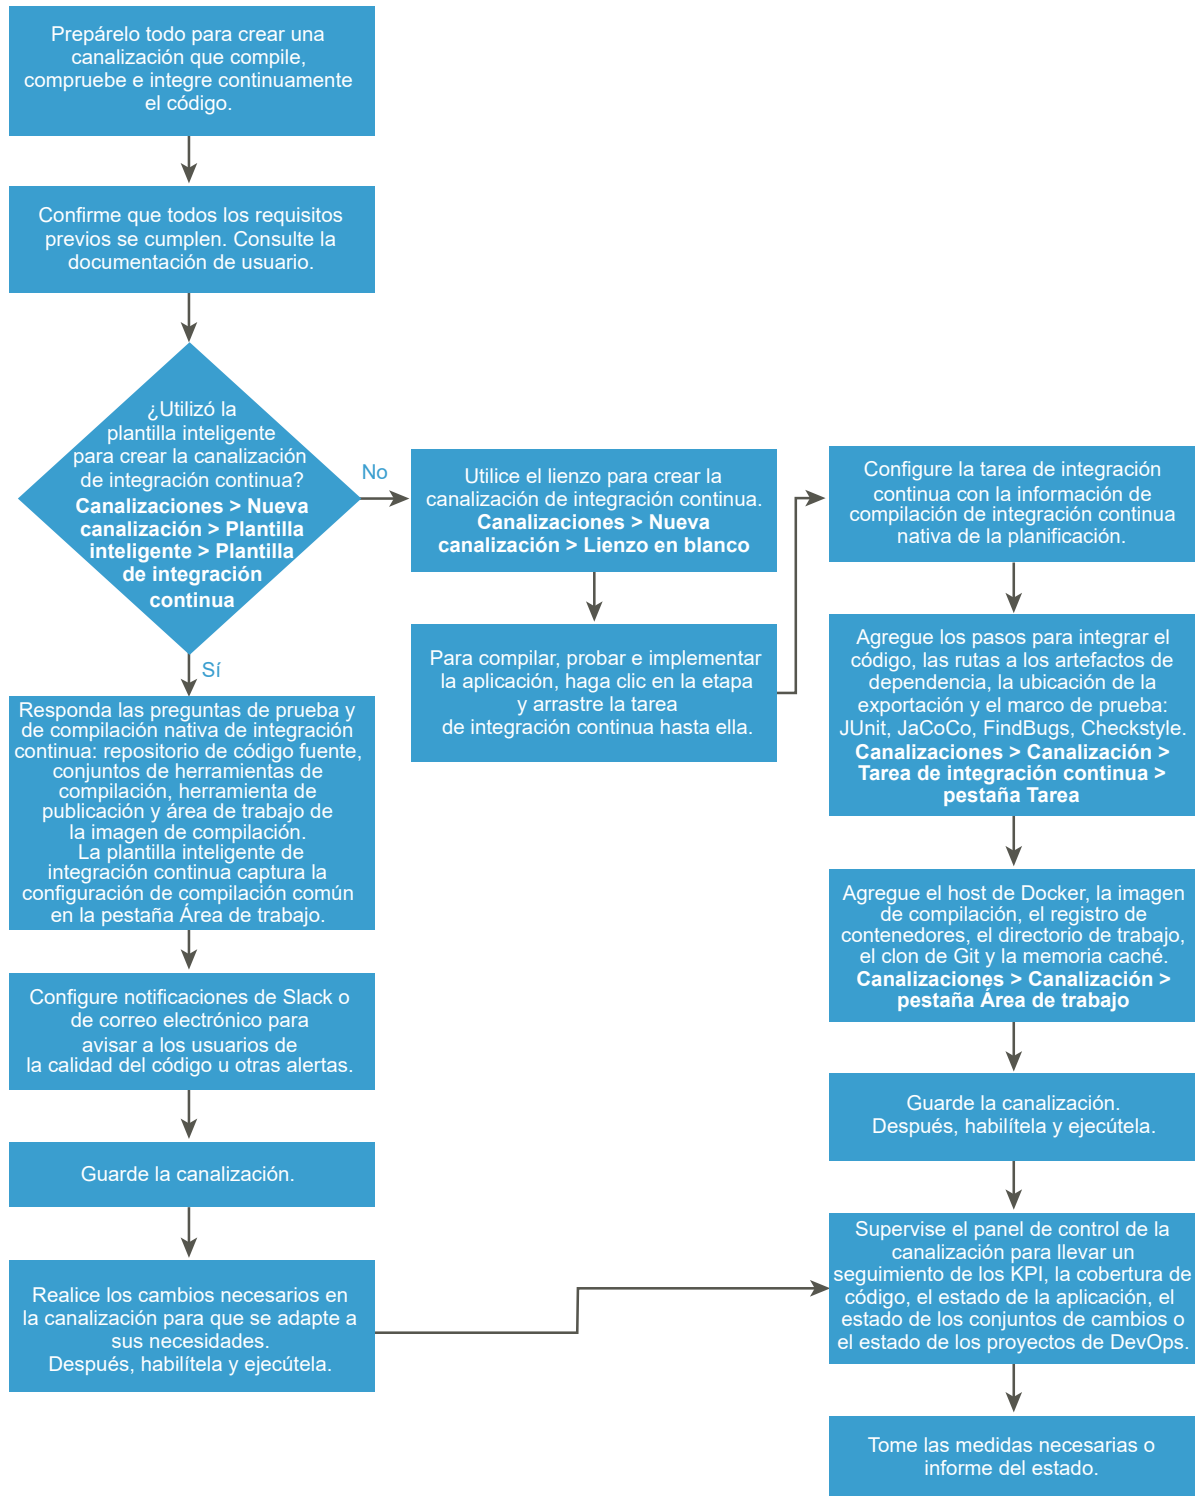 Prepárelo todo para crear una
canalización que compile,
compruebe e integre continuamente
el código.
Confirme que todos los requisitos
previos se cumplen. Consulte la
documentación de usuario.
¿Utilizó la
plantilla inteligente
para crear la canalización
de integración continua?
Canalizaciones > Nueva
canalización > Plantilla
inteligente > Plantilla
de integración
continua
No
Sí
Responda las preguntas de prueba y
de compilación nativa de integración
continua: repositorio de código fuente,
conjuntos de herramientas de
compilación, herramienta de
publicación y área de trabajo de
la imagen de compilación.
La plantilla inteligente de
integración continua captura la
configuración de compilación común
en la pestaña Área de trabajo.
Configure notificaciones de Slack o
de correo electrónico para
avisar a los usuarios de
la calidad del código u otras alertas.
Guarde la canalización.
Realice los cambios necesarios en
la canalización para que se adapte a
sus necesidades.
Después, habilítela y ejecútela.
Utilice el lienzo para crear la
canalización de integración continua.
Canalizaciones > Nueva
canalización > Lienzo en blanco
Para compilar, probar e implementar
la aplicación, haga clic en la etapa
y arrastre la tarea
de integración continua hasta ella.
Configure la tarea de integración
continua con la información de
compilación de integración continua
nativa de la planificación.
Agregue los pasos para integrar el
código, las rutas a los artefactos de
dependencia, la ubicación de la
exportación y el marco de prueba:
JUnit, JaCoCo, FindBugs, Checkstyle.
Canalizaciones > Canalización >
Tarea de integración continua >
pestaña Tarea
Agregue el host de Docker, la imagen
de compilación, el registro de
contenedores, el directorio de trabajo,
el clon de Git y la memoria caché.
Canalizaciones > Canalización >
pestaña Área de trabajo
Guarde la canalización.
Después, habilítela y ejecútela.
Supervise el panel de control de la
canalización para llevar un
seguimiento de los KPI, la cobertura de
código, el estado de la aplicación, el
estado de los conjuntos de cambios o
el estado de los proyectos de DevOps.
Tome las medidas necesarias o
informe del estado.